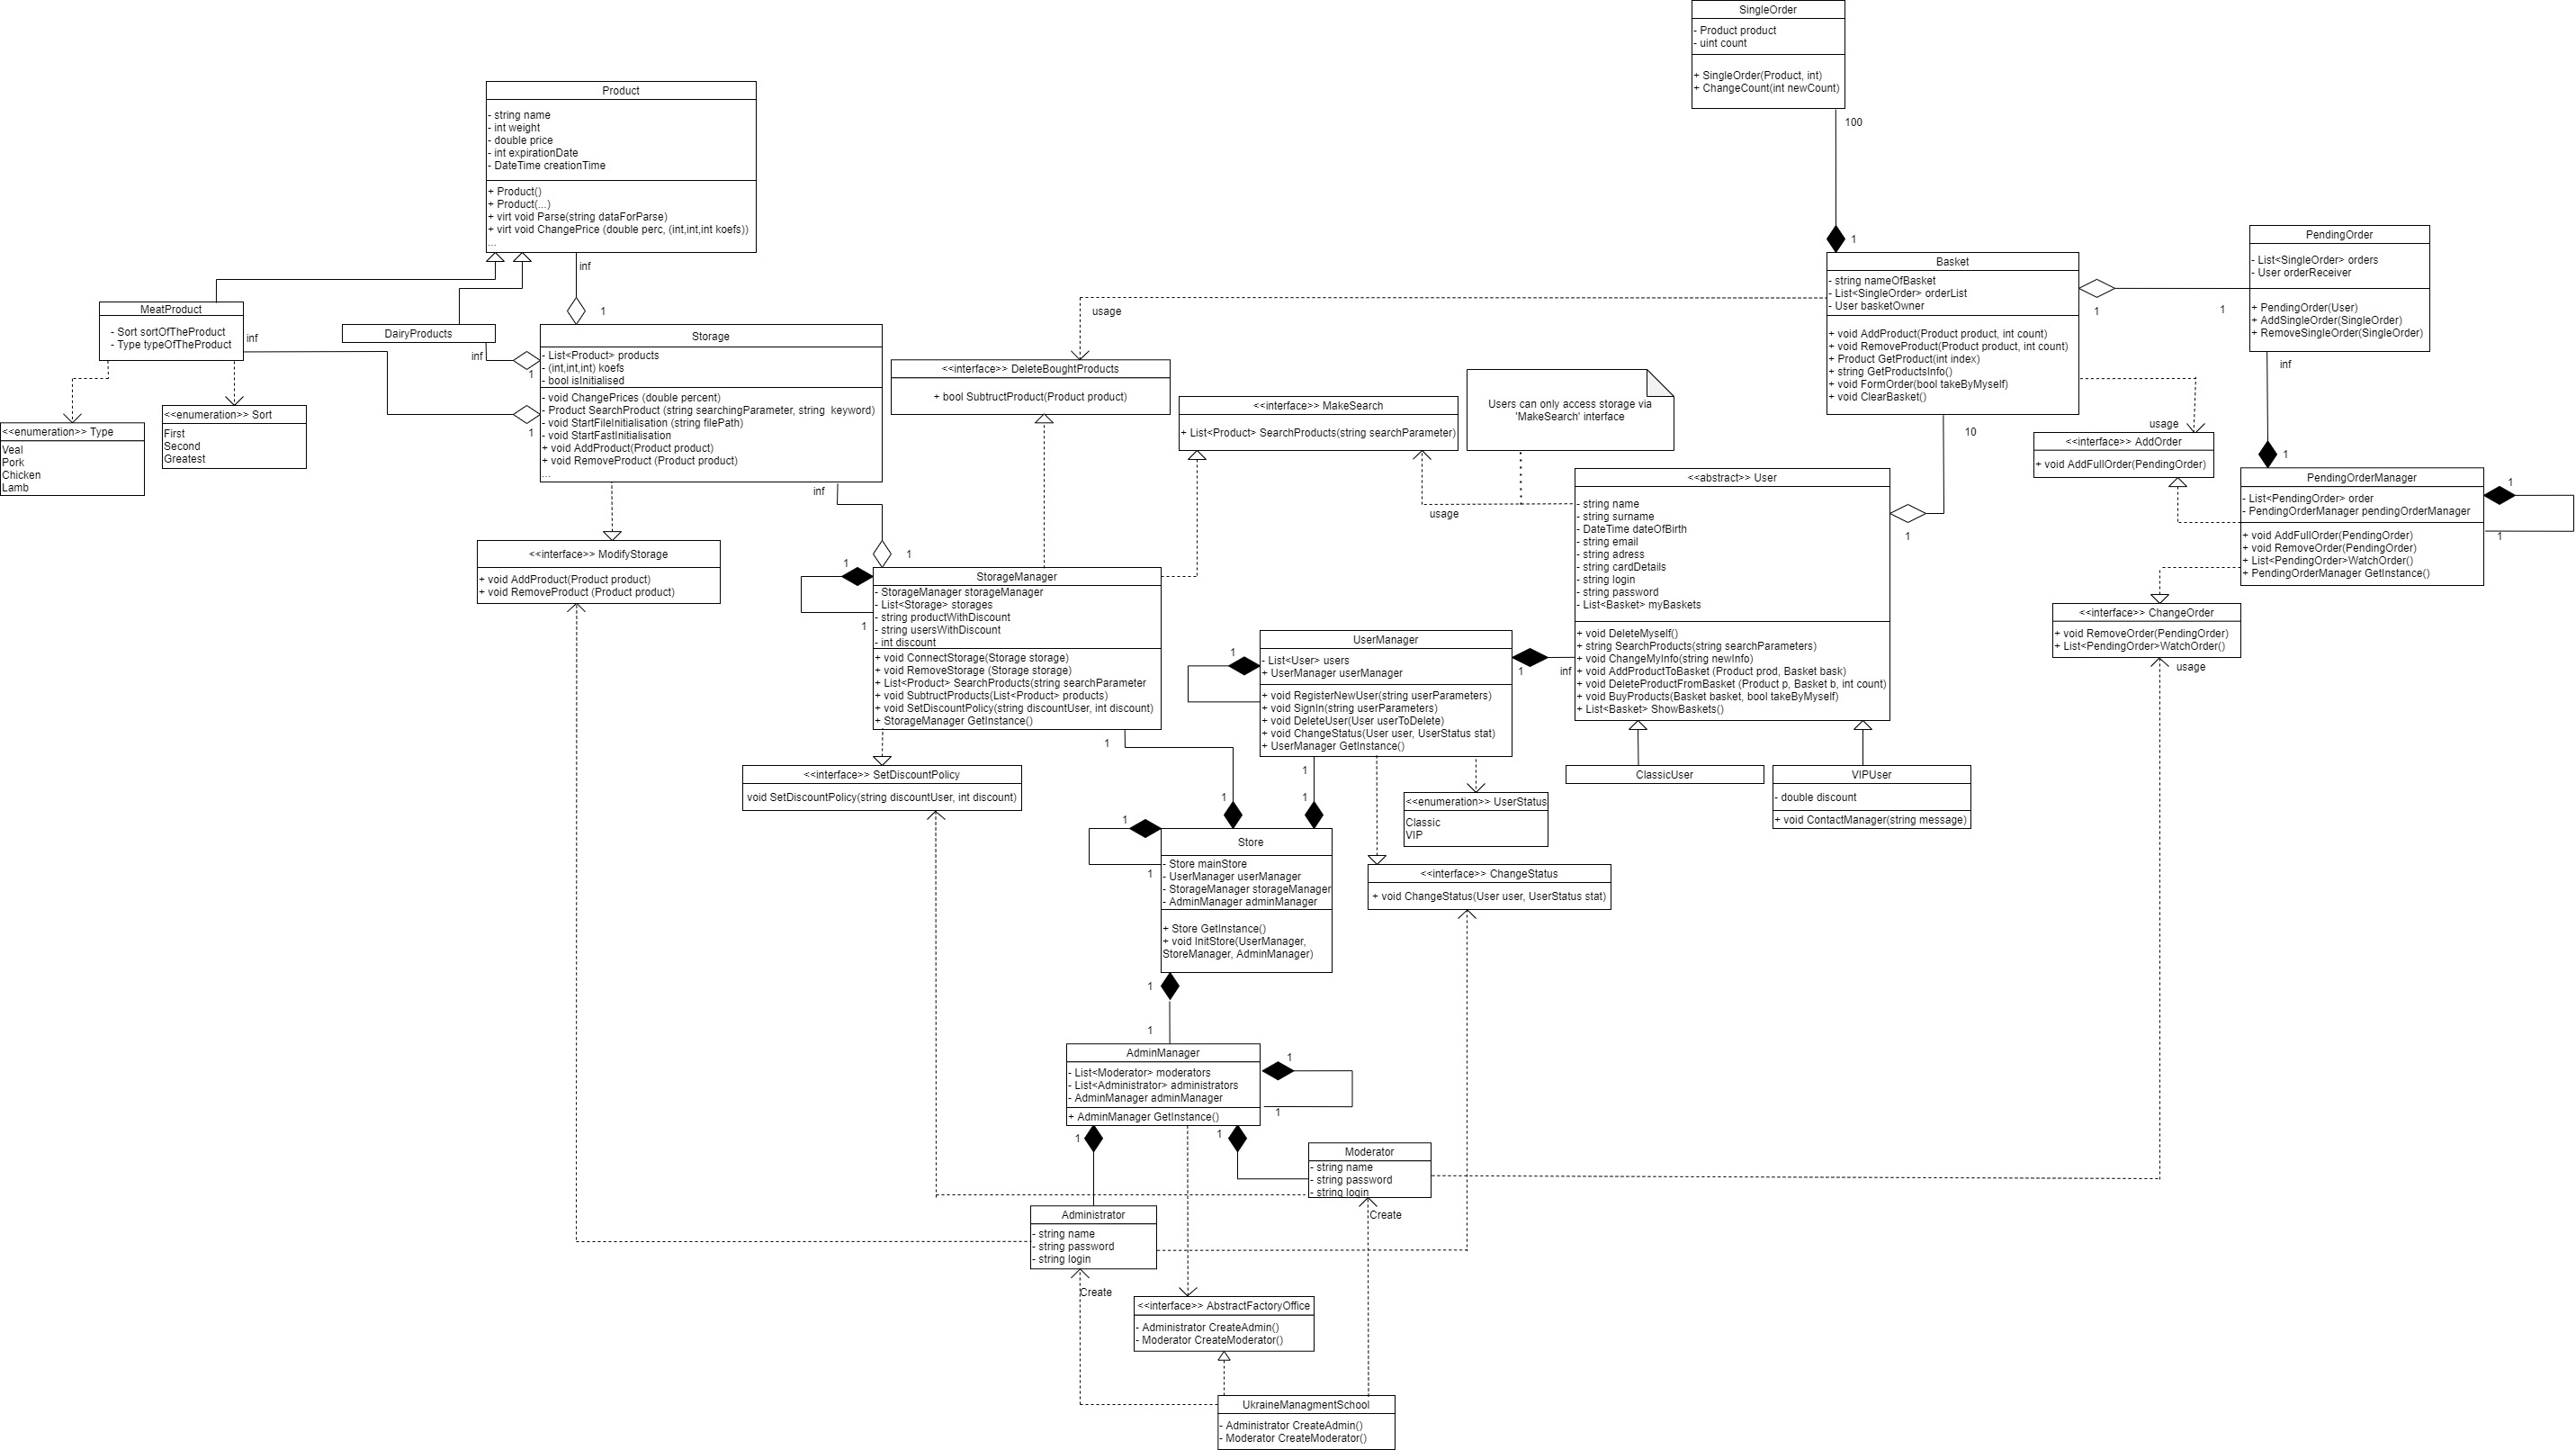 SingleOrder
- Product product
- uint count
+ SingleOrder(Product, int)
+ ChangeCount(int newCount)
100
1
Product
- string name
- int weight
- double price
- int expirationDate
- DateTime creationTime
+ Product()
+ Product(...)
+ virt void Parse(string dataForParse)
+ virt void ChangePrice (double perc, (int,int,int koefs))
...
inf
1
MeatProduct
- Sort sortOfTheProduct
- Type typeOfTheProduct
inf
1
DairyProducts
inf
1
<<enumeration>> Type
Veal
Pork
Chicken
Lamb
<<enumeration>> Sort
First
Second
Greatest
Storage
- List<Product> products
- (int,int,int) koefs
- bool isInitialised
- void ChangePrices (double percent)
- Product SearchProduct (string searchingParameter, string  keyword)
- void StartFileInitialisation (string filePath)
- void StartFastInitialisation
+ void AddProduct(Product product)
+ void RemoveProduct (Product product)
...
inf
1
<<interface>> ModifyStorage
+ void AddProduct(Product product)
+ void RemoveProduct (Product product)
usage
<<interface>> DeleteBoughtProducts
+ bool SubtructProduct(Product product)
<<interface>> MakeSearch
+ List<Product> SearchProducts(string searchParameter)
Users can only access storage via
'MakeSearch' interface
usage
Basket
- string nameOfBasket
- List<SingleOrder> orderList
- User basketOwner
+ void AddProduct(Product product, int count)
+ void RemoveProduct(Product product, int count)
+ Product GetProduct(int index)
+ string GetProductsInfo()
+ void FormOrder(bool takeByMyself)
+ void ClearBasket()
1
1
10
1
PendingOrder
- List<SingleOrder> orders
- User orderReceiver
+ PendingOrder(User)
+ AddSingleOrder(SingleOrder)
+ RemoveSingleOrder(SingleOrder)
inf
1
usage
<<interface>> AddOrder
+ void AddFullOrder(PendingOrder)
PendingOrderManager
- List<PendingOrder> order
- PendingOrderManager pendingOrderManager
+ void AddFullOrder(PendingOrder)
+ void RemoveOrder(PendingOrder)
+ List<PendingOrder>WatchOrder()
+ PendingOrderManager GetInstance()
1
1
<<interface>> ChangeOrder
+ void RemoveOrder(PendingOrder)
+ List<PendingOrder>WatchOrder()
usage
<<abstract>> User
- string name
- string surname
- DateTime dateOfBirth
- string email
- string adress
- string cardDetails
- string login
- string password
- List<Basket> myBaskets
+ void DeleteMyself()
+ string SearchProducts(string searchParameters)
+ void ChangeMyInfo(string newInfo)
+ void AddProductToBasket (Product prod, Basket bask)
+ void DeleteProductFromBasket (Product p, Basket b, int count)
+ void BuyProducts(Basket basket, bool takeByMyself)
+ List<Basket> ShowBaskets()
ClassicUser
VIPUser
- double discount
+ void ContactManager(string message)
StorageManager
- StorageManager storageManager
- List<Storage> storages
- string productWithDiscount
- string usersWithDiscount
- int discount
+ void ConnectStorage(Storage storage)
+ void RemoveStorage (Storage storage)
+ List<Product> SearchProducts(string searchParameter
+ void SubtructProducts(List<Product> products)
+ void SetDiscountPolicy(string discountUser, int discount)
+ StorageManager GetInstance()
1
1
1
1
<<interface>> SetDiscountPolicy
void SetDiscountPolicy(string discountUser, int discount)
UserManager
- List<User> users
+ UserManager userManager
+ void RegisterNewUser(string userParameters)
+ void SignIn(string userParameters)
+ void DeleteUser(User userToDelete)
+ void ChangeStatus(User user, UserStatus stat)
+ UserManager GetInstance()
1
1
inf
1
1
<<enumeration>> UserStatus
Classic
VIP
<<interface>> ChangeStatus
+ void ChangeStatus(User user, UserStatus stat)
Store
- Store mainStore
- UserManager userManager
- StorageManager storageManager
- AdminManager adminManager
+ Store GetInstance()
+ void InitStore(UserManager,
StoreManager, AdminManager)
1
1
1
1
AdminManager
- List<Moderator> moderators
- List<Administrator> administrators
- AdminManager adminManager
+ AdminManager GetInstance()
1
1
1
1
Moderator
- string name
- string password
- string login
Create
Administrator
- string name
- string password
- string login
Create
<<interface>> AbstractFactoryOffice
- Administrator CreateAdmin()
- Moderator CreateModerator()
UkraineManagmentSchool
- Administrator CreateAdmin()
- Moderator CreateModerator()